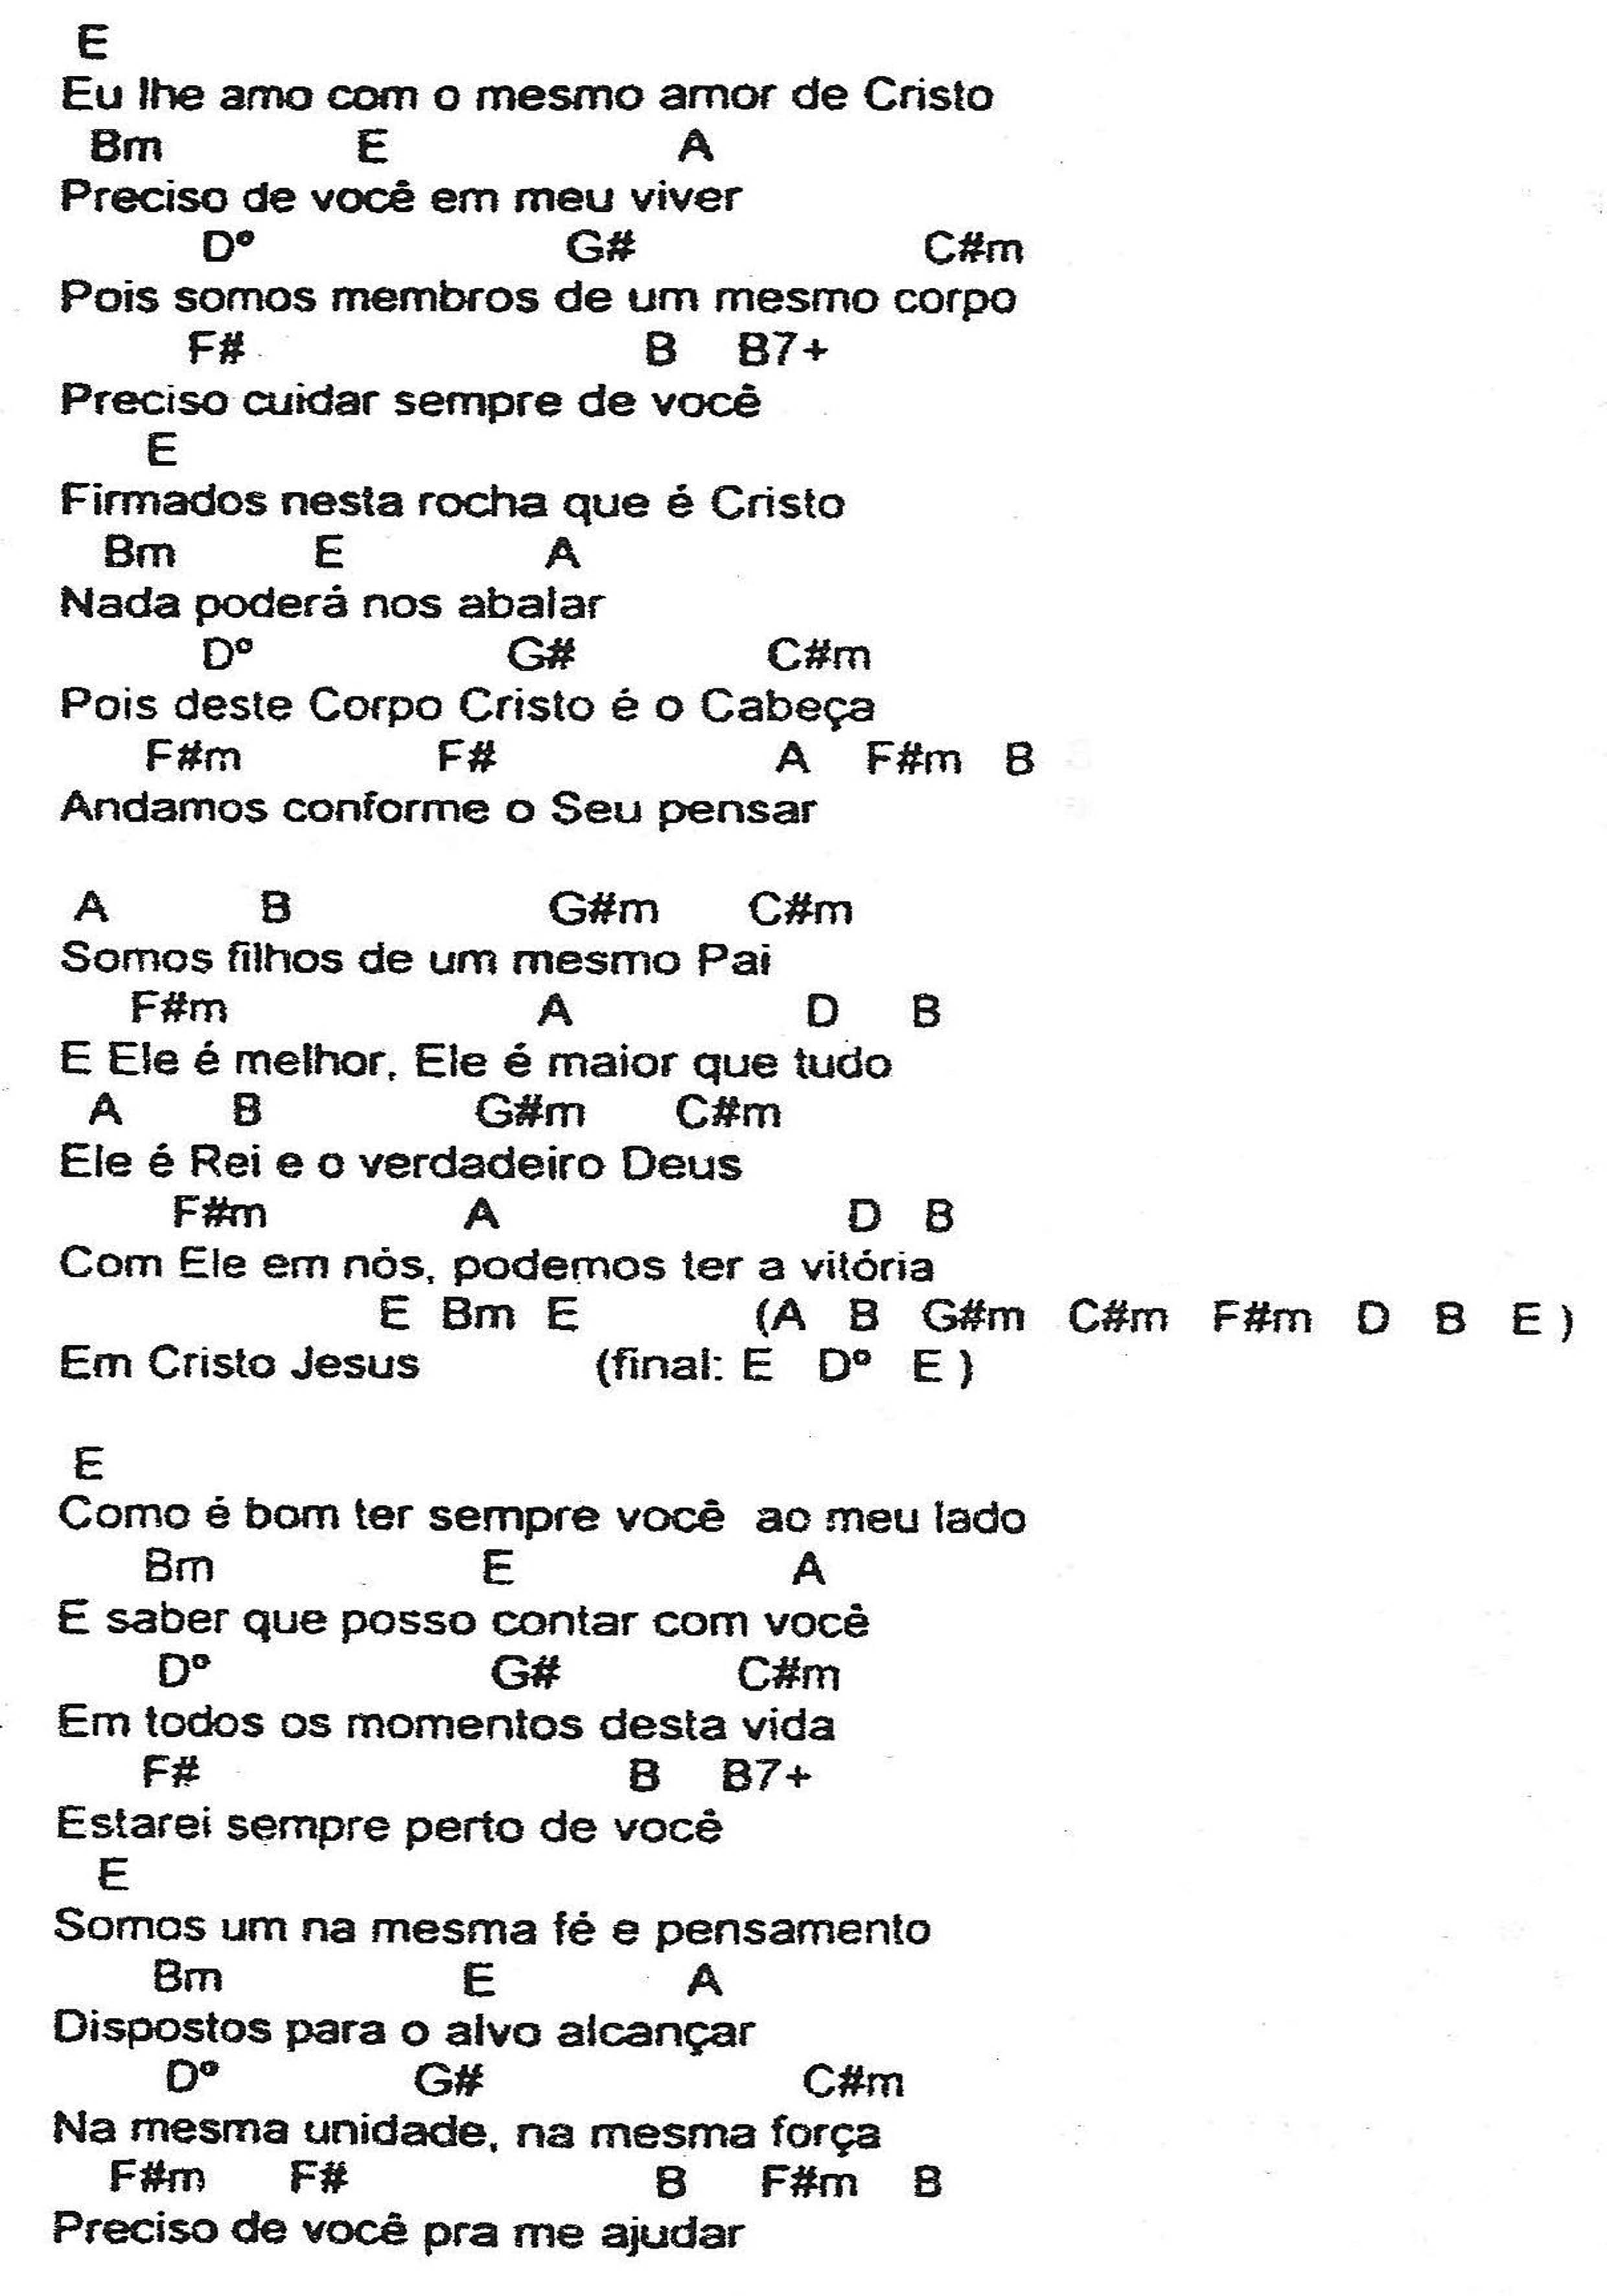 E
Eu lhe amo com o mesmo amor de Cristo
Bm E A
Preciso de você em meu viver
Dº G# C#m
Pois somos membros de um mesmo corpo
F# B B7+
Preciso cuidar sempre de você
E
Firmados nesta rocha que é Cristo
Bm E A
Nada poderá nos abalar
Dº G# C#m
Pois deste Corpo Cristo é o Cabeça
F#m F# A F#m B
Andamos conforme o Seu pensar
A B G#m C#m
Somos filhos de um mesmo Pai
F#m A D B
E Ele é melhor, Ele é maior que tudo
A B G#m C#m
Ele é Rei e o verdadeiro Deus
F#m A D B
Com Ele em nós, podemos ter a vitória
E Bm E (A B G#m C#m F#m D B E )
Em Cristo Jesus (final: E Dº E )
E
Como é bom ter sempre você ao meu lado
Bm E A
E saber que posso contar com você
Dº G# C#m
Em todos os momentos desta vida
F# B B7+
Estarei sempre perto de você
E
Somos um na mesma fé e pensamento
Bm E A
Dispostos para o alvo alcançar
Dº G# C#m
Na mesma unidade, na mesma força
F#m F# B F#m B
Preciso de você pra me ajudar